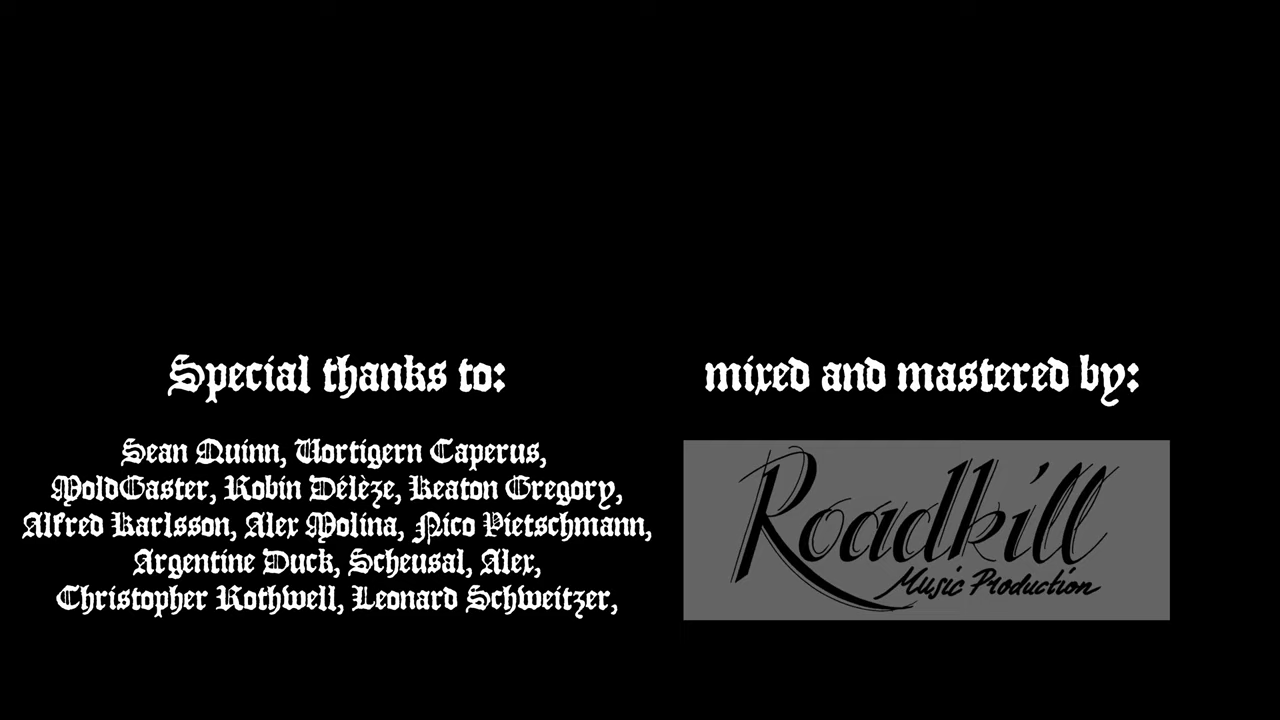 Special thanks to:
Sean Quinn, Vortigern Caperus,
MoldGaster, Robin Délèze, Keaton Gregory,
Alfred Karlsson, Alex Molina, Nico Pietschmann,
Argentine Duck, Scheusal, Alex,
Christopher Rothwell, Leonard Schweitzer,
mixed and mastered by:
Roadkill
Music Production